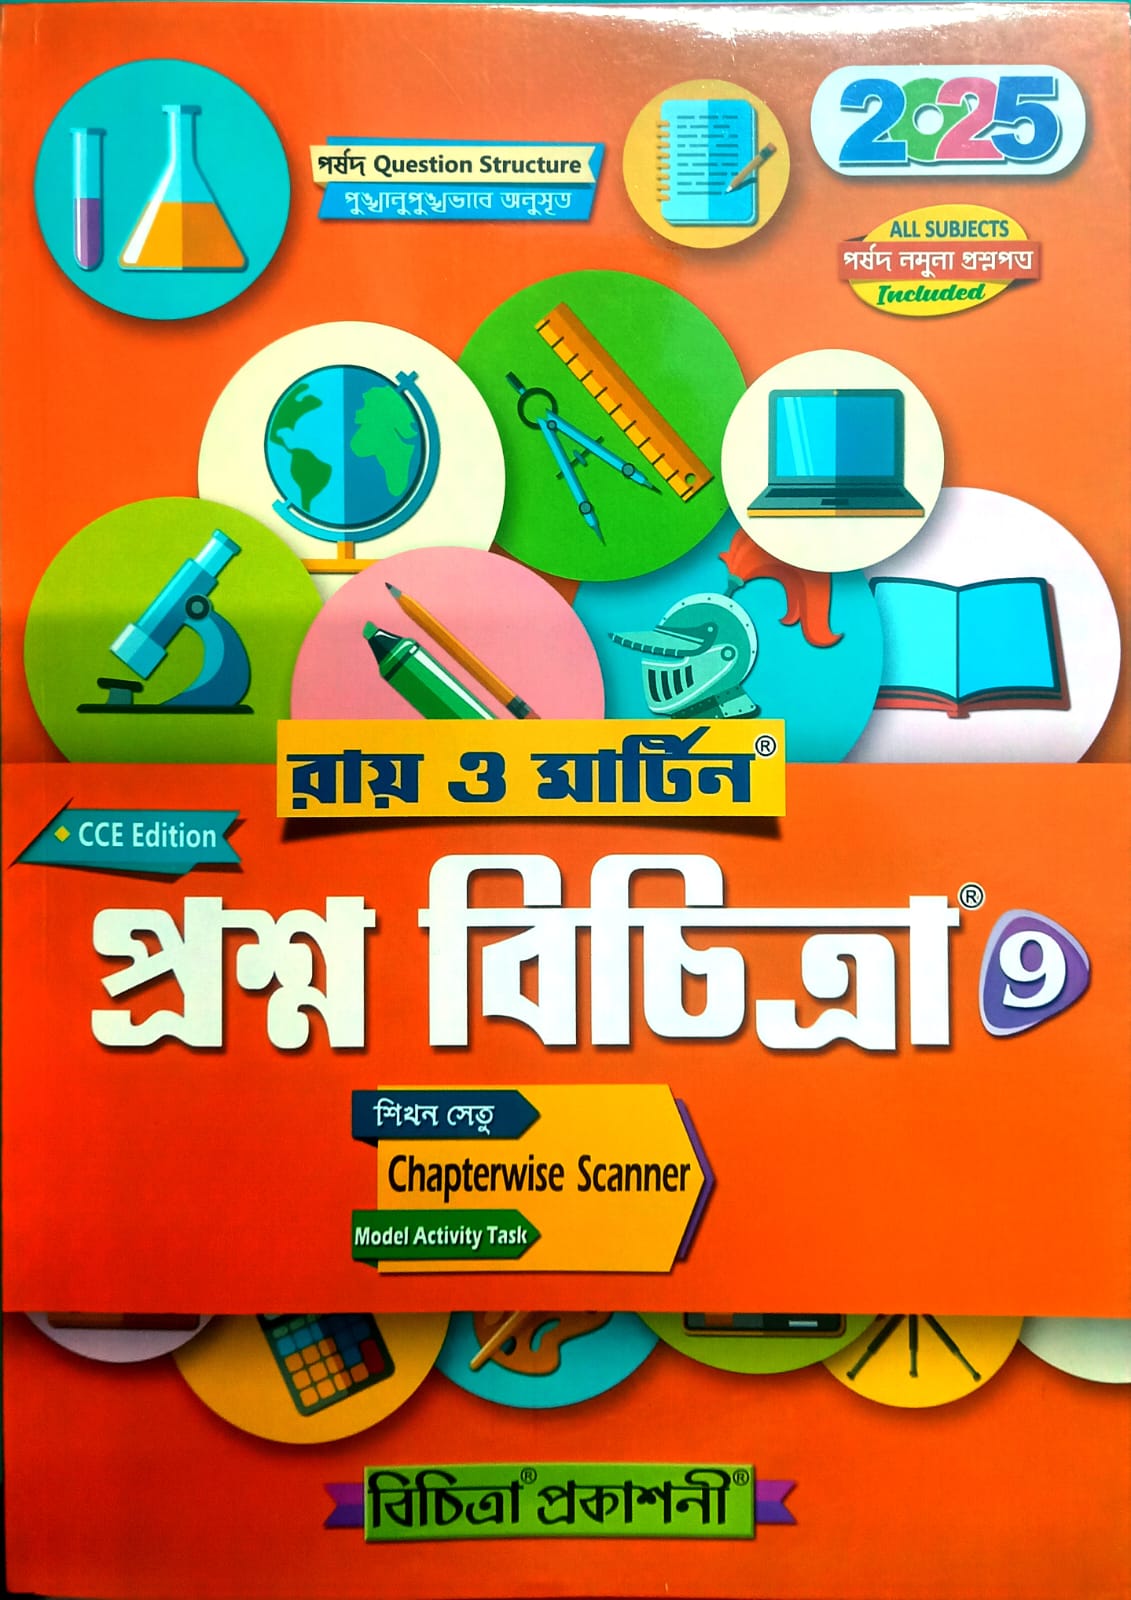 পর্ষদ Question Structure
পুঙ্খানুপুঙ্খভাবে অনুসৃত
2025
ALL SUBJECTS
পর্ষদ নমুনা প্রশ্নপত্র
Included
রায় ও মার্টিন®
CCE Edition
প্রশ্ন বিচিত্রা®
9
শিখন সেতু
Chapterwise Scanner
Model Activity Task
বিচিত্রা® প্রকাশনী®